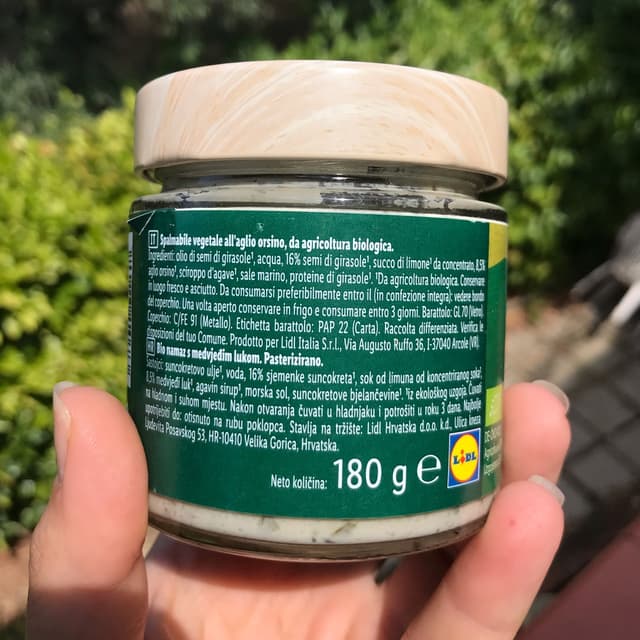 IT Spalmabile vegetale all'aglio orsino, da agricoltura biologica.
Ingredienti: olio di semi di girasole¹, acqua, 16% semi di girasole¹, succo di limone¹ da concentrato, 8,5%
aglio orsino¹, sciroppo d'agave¹, sale marino, proteine di girasole¹. ¹Da agricoltura biologica. Conservare
in luogo fresco e asciutto. Da consumarsi preferibilmente entro il (in confezione integra): vedere bordo
del coperchio. Una volta aperto conservare in frigo e consumare entro 3 giorni. Barattolo: GL 70 (Vetro).
Coperchio: C/FE 91 (Metallo). Etichetta barattolo: PAP 22 (Carta). Raccolta differenziata. Verifica le
disposizioni del tuo Comune. Prodotto per Lidl Italia S.r.l., Via Augusto Ruffo 36, I-37040 Arcole (VR).
HR Bio namaz s medvjeđim lukom. Pasterizirano.
Sastojci: suncokretovo ulje¹, voda, 16% sjemenke suncokreta¹, sok od limuna od koncentriranog soka¹,
8,5% medvjeđi luk¹, agavin sirup¹, morska sol, suncokretove bjelančevine¹. ¹iz ekološkog uzgoja. Čuvati
na hladnom i suhom mjestu. Nakon otvaranja čuvati u hladnjaku i potrošiti u roku 3 dana. Najbolje
upotrijebiti do: otisnuto na rubu poklopca. Stavlja na tržište: Lidl Hrvatska d.o.o. k.d., Ulica kneza
Ljudevita Posavskog 53, HR-10410 Velika Gorica, Hrvatska.
Neto količina: 180 g e
LIDL